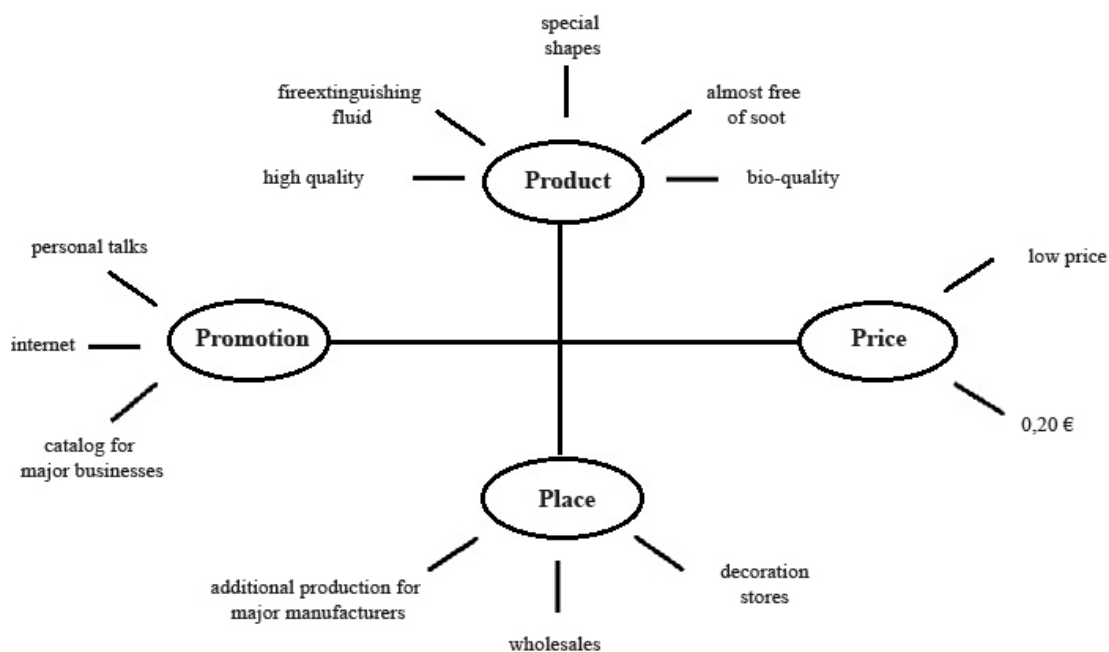 special
shapes
fireextinguishing
fluid
almost free
of soot
high quality
Product
bio-quality
personal talks
low price
internet
Promotion
Price
catalog for
major businesses
0,20 €
Place
additional production for
major manufacturers
decoration
stores
wholesales